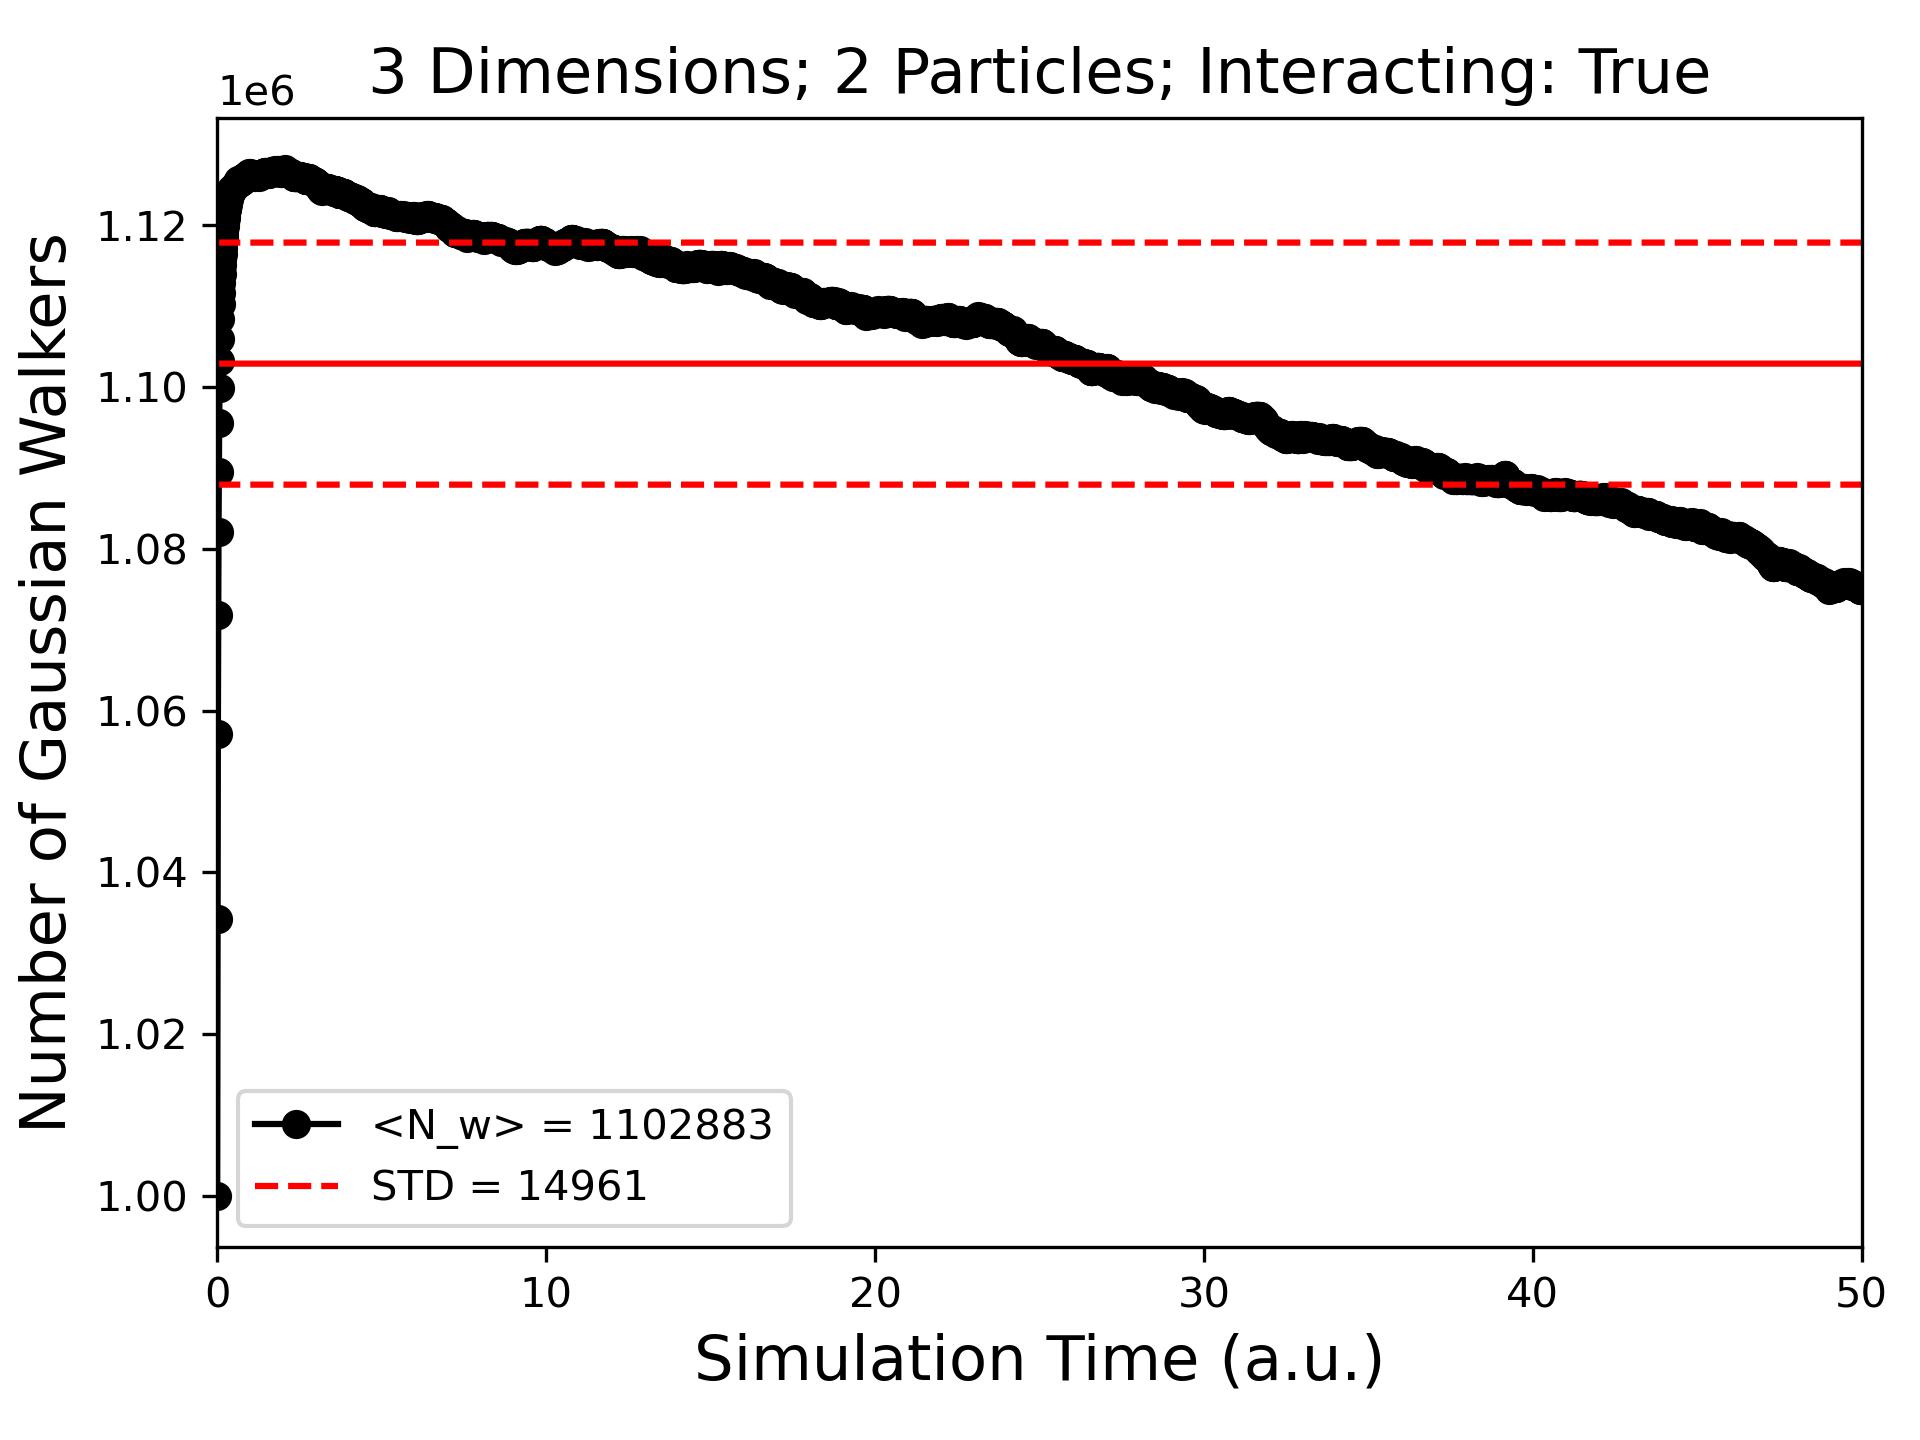 3 Dimensions; 2 Particles; Interacting: True
1e6
Number of Gaussian Walkers
1.12
1.10
1.08
1.06
1.04
1.02
1.00
<N_w> = 1102883
STD = 14961
0 10 20 30 40 50
Simulation Time (a.u.)